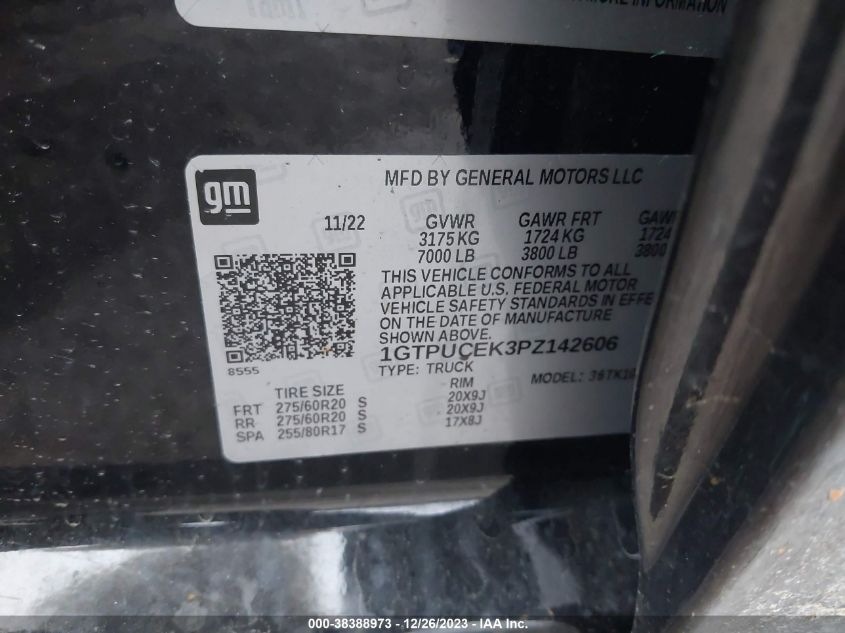 MORE INFORMATION
gm
MFD BY GENERAL MOTORS LLC
11/22
GVWR GAWR FRT
3175 KG 1724 KG 1724
7000 LB 3800 LB 3800
THIS VEHICLE CONFORMS TO ALL
APPLICABLE U.S. FEDERAL MOTOR
VEHICLE SAFETY STANDARDS IN EFFE
ON THE DATE OF MANUFACTURE
SHOWN ABOVE.
1GTPUCEK3PZ142606
TYPE: TRUCK
MODEL:
8555
TIRE SIZE RIM
FRT 275/60R20 S 20X9J
RR 275/60R20 S 20X9J
SPA 255/80R17 S 17X8J
000-38388973 - 12/26/2023 - IAA Inc.